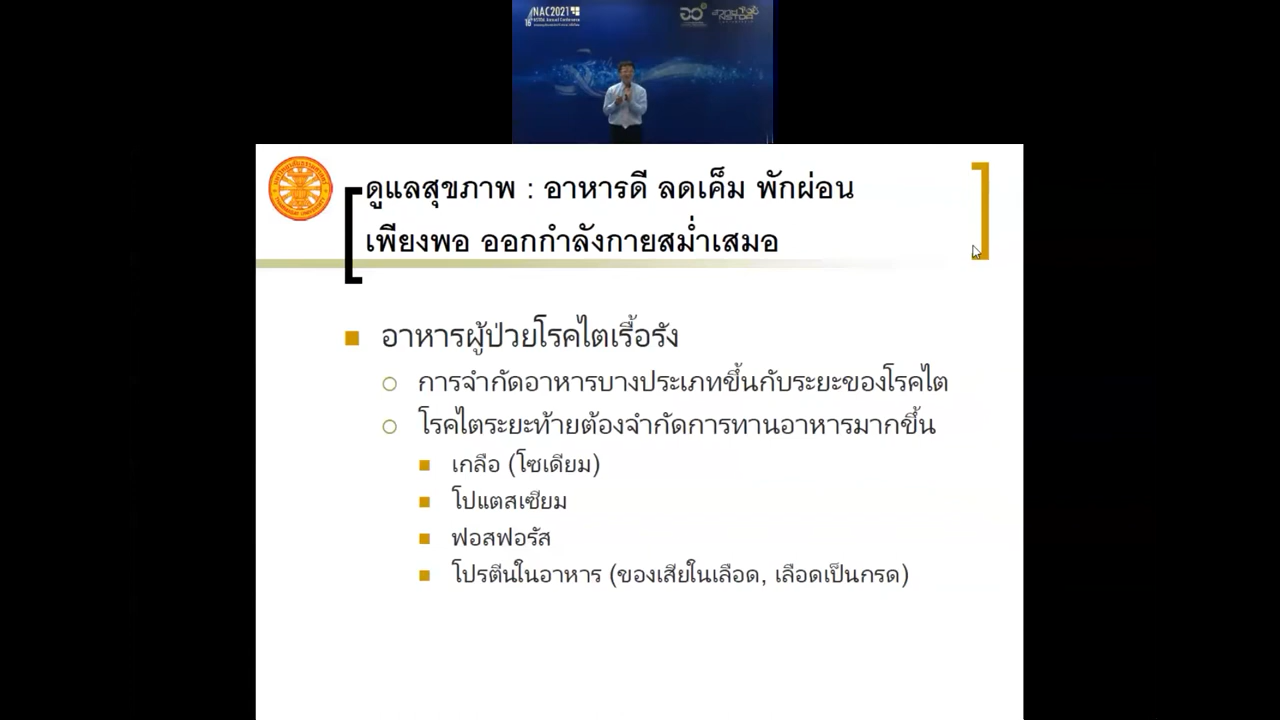 NAC2021
ดูแลสุขภาพ : อาหารดี ลดเค็ม พักผ่อน
เพียงพอ ออกกำลังกายสม่ำเสมอ
อาหารผู้ป่วยโรคไตเรื้อรัง
การจำกัดอาหารบางประเภทขึ้นกับระยะของโรคไต
โรคไตระยะท้ายต้องจำกัดการทานอาหารมากขึ้น
เกลือ (โซเดียม)
โปแตสเซียม
ฟอสฟอรัส
โปรตีนในอาหาร (ของเสียในเลือด, เลือดเป็นกรด)